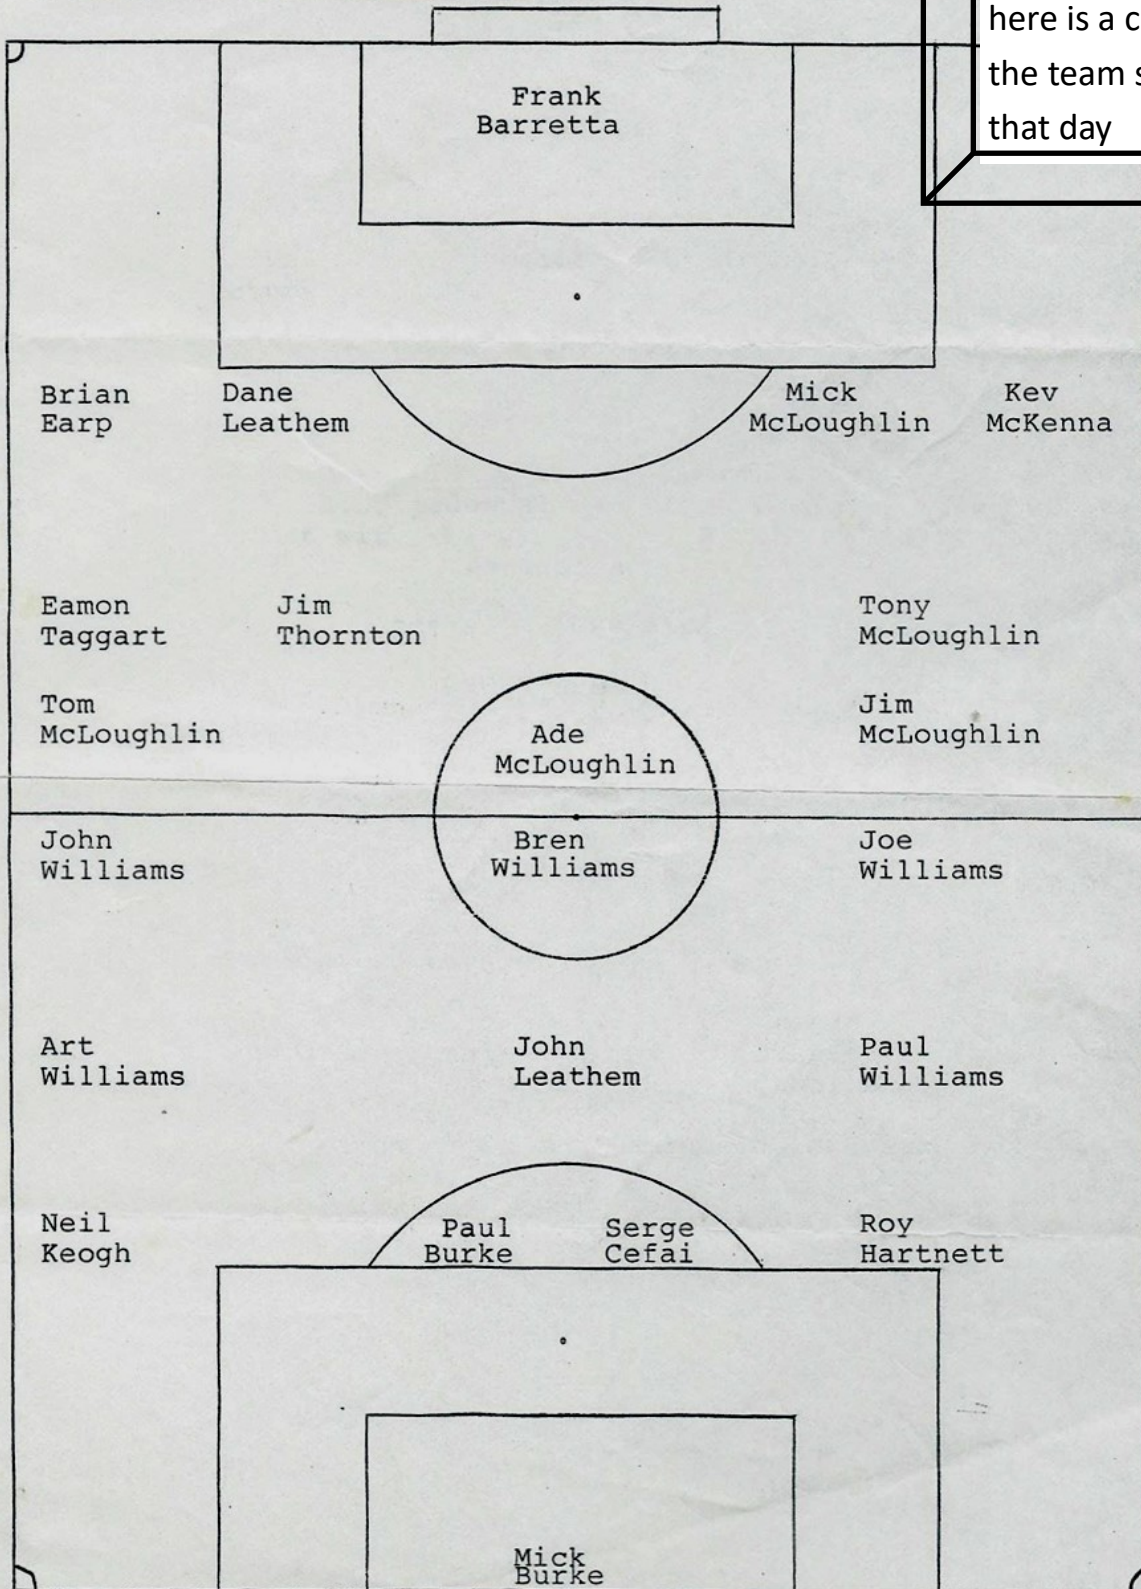 here is a c
the team s
that day
Frank
Barretta
Brian Dane Mick Kev
Earp Leathem McLoughlin McKenna
Eamon Jim Tony
Taggart Thornton McLoughlin
Tom Jim
McLoughlin Ade McLoughlin
McLoughlin
John Bren Joe
Williams Williams Williams
Art John Paul
Williams Leathem Williams
Neil Paul Serge Roy
Keogh Burke Cefai Hartnett
Mick
Burke